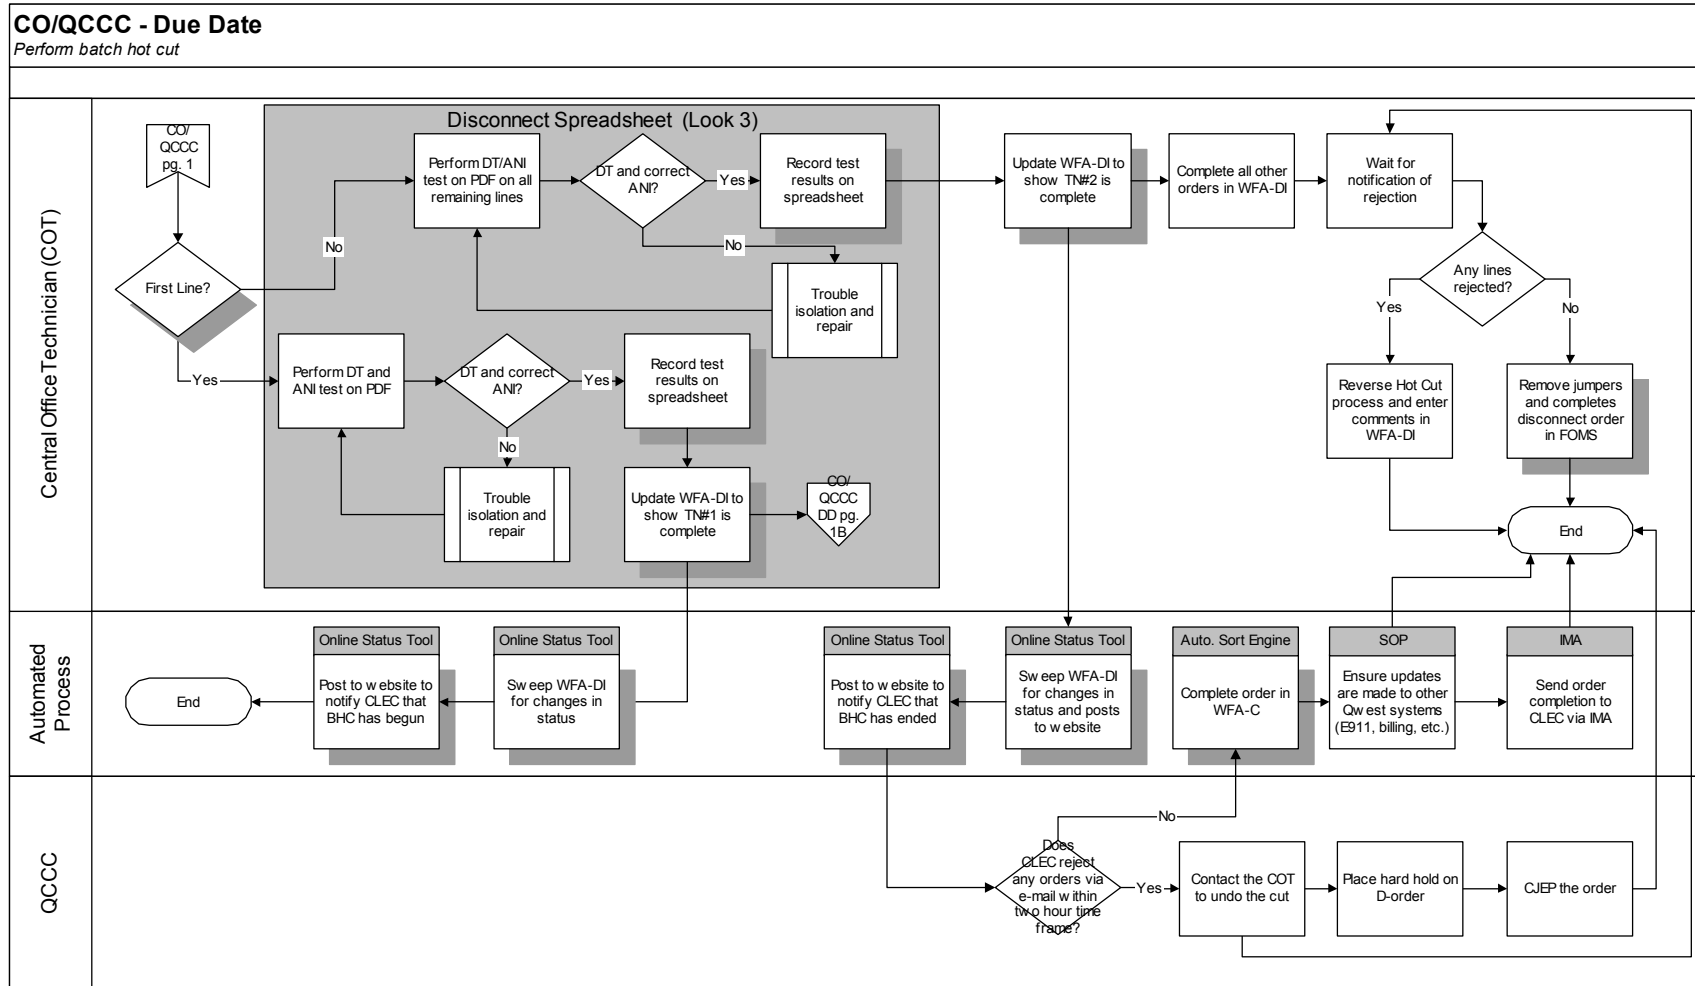 CO/QCCC - Due Date
Perform batch hot cut
Central Office Technician (COT)
CO/
QCCC
pg. 1
First Line?
No
Yes
Disconnect Spreadsheet (Look 3)
Perform DT/ANI
test on PDF on all
remaining lines
DT and correct
ANI?
Yes
No
Record test
results on
spreadsheet
Trouble
isolation and
repair
Perform DT and
ANI test on PDF
DT and correct
ANI?
Yes
No
Record test
results on
spreadsheet
Trouble
isolation and
repair
Update WFA-DI to
show TN#1 is
complete
CO/
QCCC
DD pg.
1B
Update WFA-DI to
show TN#2 is
complete
Complete all other
orders in WFA-DI
Wait for
notification of
rejection
Any lines
rejected?
Yes
No
Reverse Hot Cut
process and enter
comments in
WFA-DI
Remove jumpers
and completes
disconnect order
in FOMS
End
Automated
Process
End
Online Status Tool
Post to website to
notify CLEC that
BHC has begun
Online Status Tool
Sweep WFA-DI
for changes in
status
Online Status Tool
Post to website to
notify CLEC that
BHC has ended
Online Status Tool
Sweep WFA-DI
for changes in
status and posts
to website
Auto. Sort Engine
Complete order in
WFA-C
SOP
Ensure updates
are made to other
Qwest systems
(E911, billing, etc.)
IMA
Send order
completion to
CLEC via IMA
QCCC
Does
CLEC reject
any orders via
e-mail within
two hour time
frame?
No
Yes
Contact the COT
to undo the cut
Place hard hold on
D-order
CJEP the order